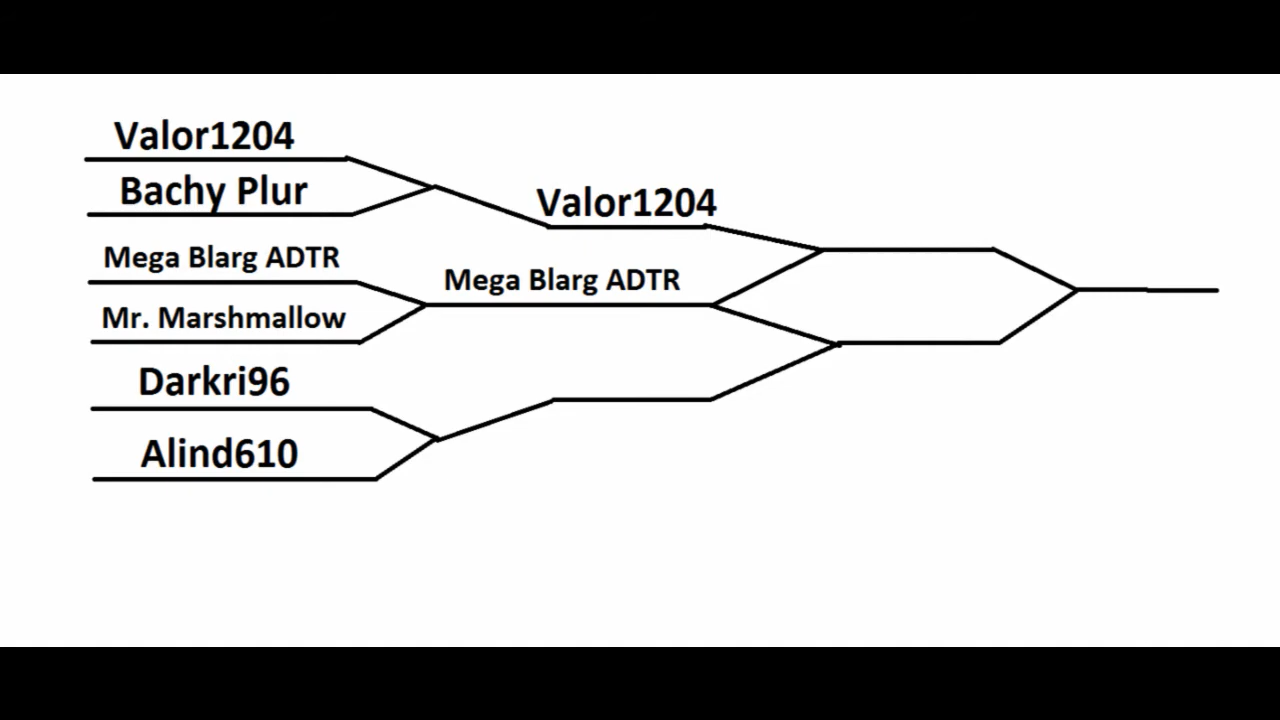 Valor1204
Bachy Plur
Valor1204
Mega Blarg ADTR
Mega Blarg ADTR
Mr. Marshmallow
Darkri96
Alind610